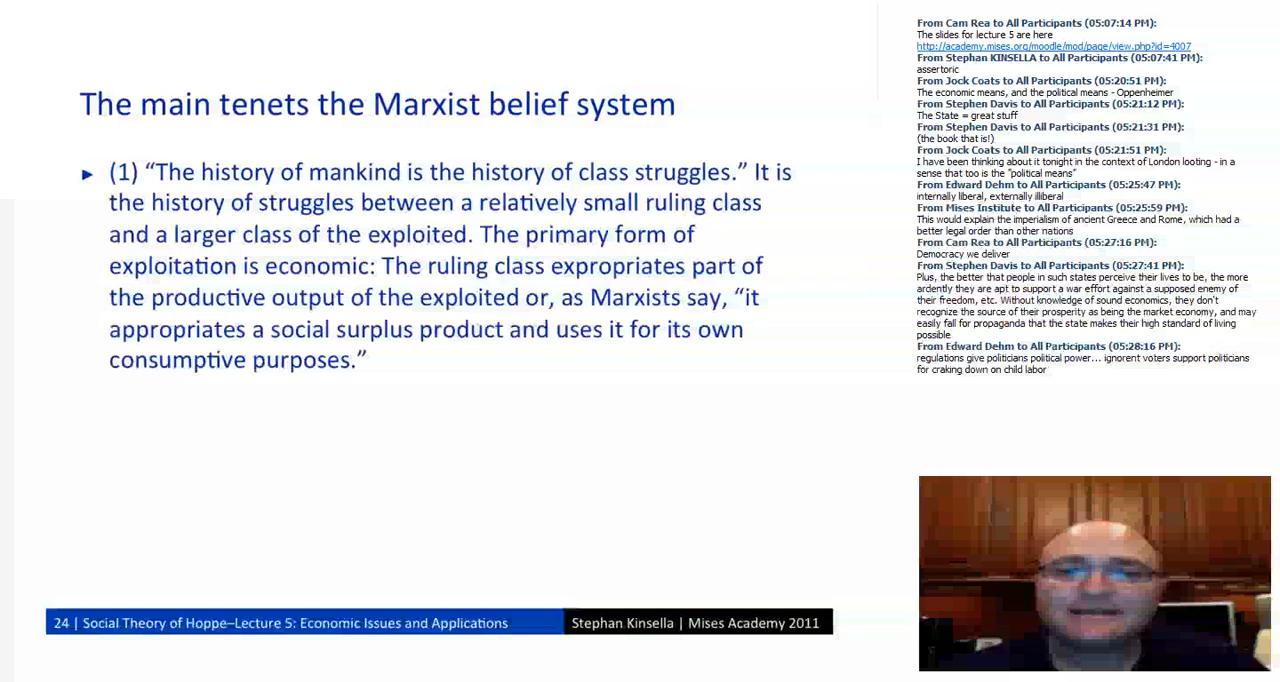 The main tenets the Marxist belief system
► (1) “The history of mankind is the history of class struggles.” It is
the history of struggles between a relatively small ruling class
and a larger class of the exploited. The primary form of
exploitation is economic: The ruling class expropriates part of
the productive output of the exploited or, as Marxists say, “it
appropriates a social surplus product and uses it for its own
consumptive purposes.”
24 | Social Theory of Hoppe–Lecture 5: Economic Issues and Applications
Stephan Kinsella | Mises Academy 2011
From Cam Rea to All Participants (05:07:14 PM):
The slides for lecture 5 are here
http://academy.mises.org/moodle/mod/page/view.php?id=4007
From Stephan KINSELLA to All Participants (05:07:41 PM):
assertoric
From Jock Coats to All Participants (05:20:51 PM):
The economic means, and the political means - Oppenheimer
From Stephen Davis to All Participants (05:21:12 PM):
The State = great stuff
From Stephen Davis to All Participants (05:21:31 PM):
(the book that is!)
From Jock Coats to All Participants (05:21:51 PM):
I have been thinking about it tonight in the context of London looting - in a
sense that too is the "political means"
From Edward Dehm to All Participants (05:25:47 PM):
internally liberal, externally illiberal
From Mises Institute to All Participants (05:25:59 PM):
This would explain the imperialism of ancient Greece and Rome, which had a
better legal order than other nations
From Cam Rea to All Participants (05:27:16 PM):
Democracy we deliver
From Stephen Davis to All Participants (05:27:41 PM):
Plus, the better that people in such states perceive their lives to be, the more
ardently they are apt to support a war effort against a supposed enemy of
their freedom, etc. Without knowledge of sound economics, they don't
recognize the source of their prosperity as being the market economy, and may
easily fall for propaganda that the state makes their high standard of living
possible
From Edward Dehm to All Participants (05:28:16 PM):
regulations give politicians political power... ignorent voters support politicians
for craking down on child labor